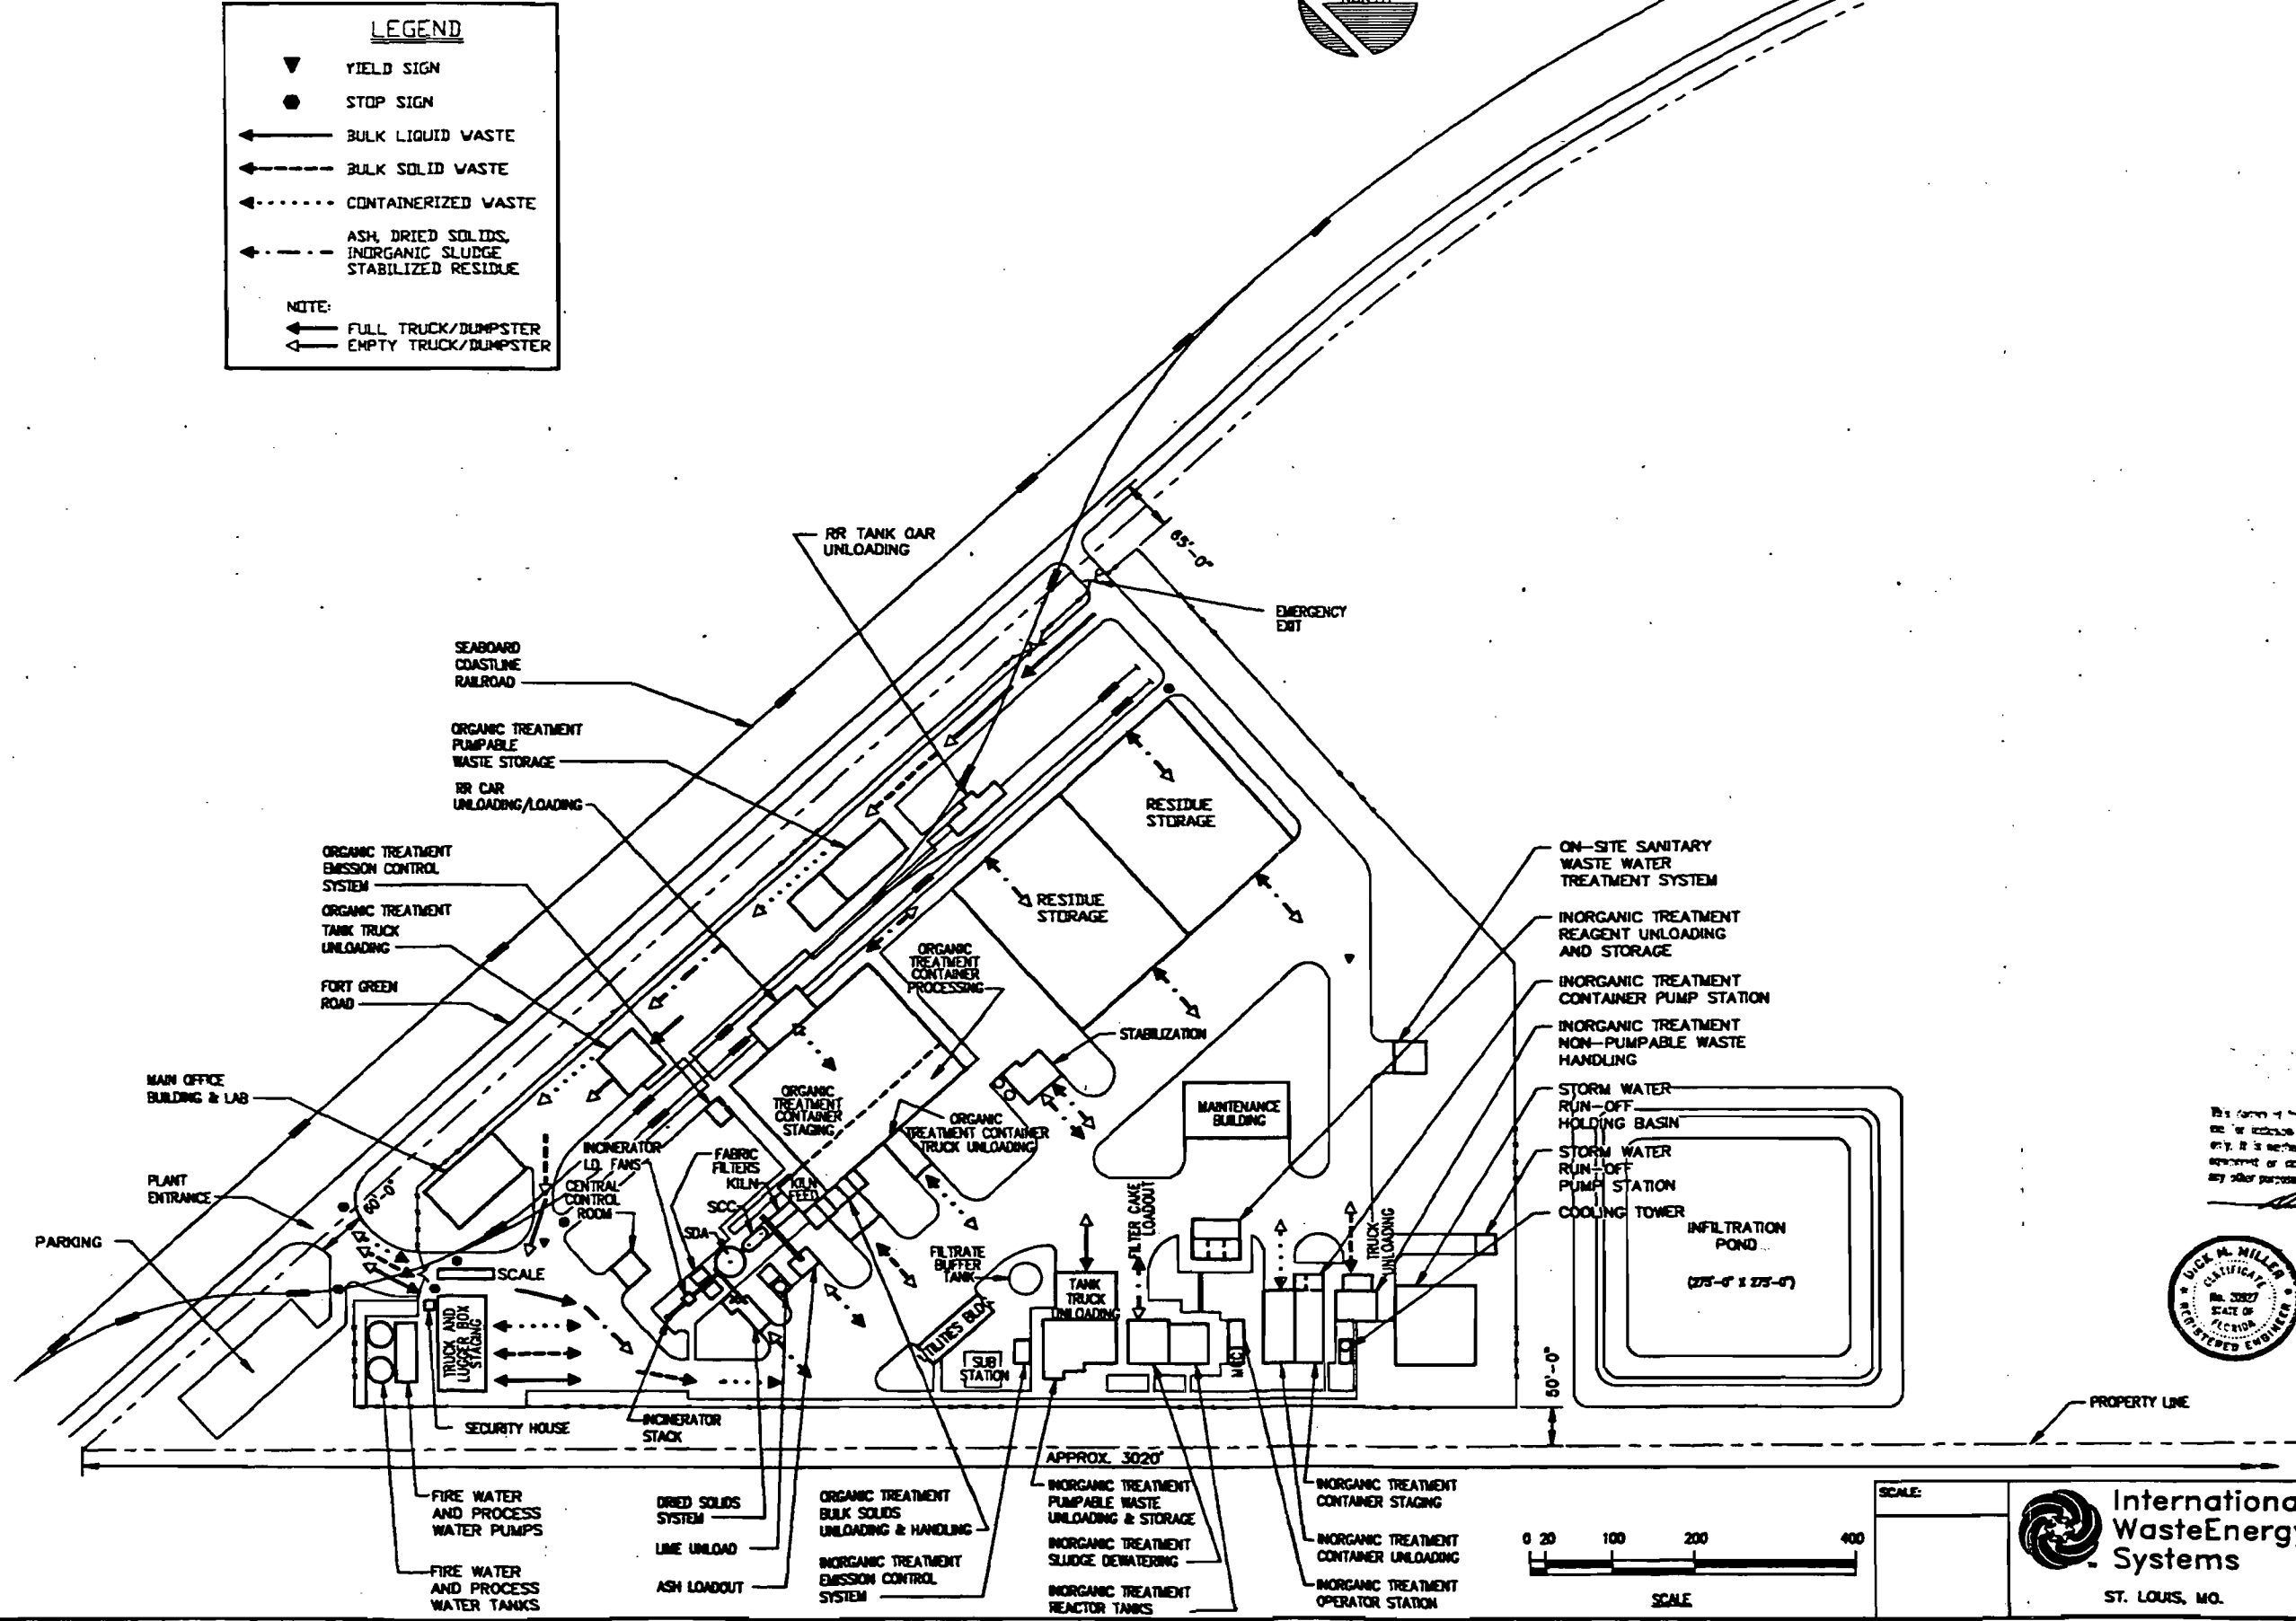 LEGEND
YIELD SIGN
STOP SIGN
BULK LIQUID WASTE
BULK SOLID WASTE
CONTAINERIZED WASTE
ASH, DRIED SOLIDS,
INORGANIC SLUDGE
STABILIZED RESIDUE
NOTE:
FULL TRUCK/DUMPSTER
EMPTY TRUCK/DUMPSTER
NORTH
RR TANK CAR
UNLOADING
65'-0"
EMERGENCY
EXIT
SEABOARD
COASTLINE
RAILROAD
ORGANIC TREATMENT
PUMPABLE
WASTE STORAGE
RR CAR
UNLOADING/LOADING
ORGANIC TREATMENT
EMISSION CONTROL
SYSTEM
ORGANIC TREATMENT
TANK TRUCK
UNLOADING
FORT GREEN
ROAD
MAIN OFFICE
BUILDING & LAB
PLANT
ENTRANCE
PARKING
60'-0"
RESIDUE
STORAGE
RESIDUE
STORAGE
ORGANIC
TREATMENT
CONTAINER
PROCESSING
STABILIZATION
ORGANIC
TREATMENT
CONTAINER
STAGING
ORGANIC
TREATMENT CONTAINER
TRUCK UNLOADING
MAINTENANCE
BUILDING
INCINERATOR
I.D. FANS
CENTRAL
CONTROL
ROOM
FABRIC
FILTERS
KILN
KILN
FEED
SCC
SDA
SCALE
TRUCK AND
LUGGER BOX
STAGING
FILTRATE
BUFFER
TANK
UTILITIES BLDG
SUB
STATION
TANK
TRUCK
UNLOADING
FILTER CAKE
LOADOUT
MCC
TRUCK
UNLOADING
ON-SITE SANITARY
WASTE WATER
TREATMENT SYSTEM
INORGANIC TREATMENT
REAGENT UNLOADING
AND STORAGE
INORGANIC TREATMENT
CONTAINER PUMP STATION
INORGANIC TREATMENT
NON-PUMPABLE WASTE
HANDLING
STORM WATER
RUN-OFF
HOLDING BASIN
STORM WATER
RUN-OFF
PUMP STATION
COOLING TOWER
INFILTRATION
POND
(275'-0" X 275'-0")
50'-0"
PROPERTY LINE
DICK M. MILLER
CERTIFICATE
STATE OF
FLORIDA
REGISTERED ENGINEER
SECURITY HOUSE
INCINERATOR
STACK
APPROX. 3020'
FIRE WATER
AND PROCESS
WATER PUMPS
FIRE WATER
AND PROCESS
WATER TANKS
DRIED SOLIDS
SYSTEM
LIME UNLOAD
ASH LOADOUT
ORGANIC TREATMENT
BULK SOLIDS
UNLOADING & HANDLING
INORGANIC TREATMENT
EMISSION CONTROL
SYSTEM
INORGANIC TREATMENT
PUMPABLE WASTE
UNLOADING & STORAGE
INORGANIC TREATMENT
SLUDGE DEWATERING
INORGANIC TREATMENT
REACTOR TANKS
INORGANIC TREATMENT
CONTAINER STAGING
INORGANIC TREATMENT
CONTAINER UNLOADING
INORGANIC TREATMENT
OPERATOR STATION
0 20 100 200 400
SCALE
SCALE:
Internationa
WasteEnergy
Systems
ST. LOUIS, MO.